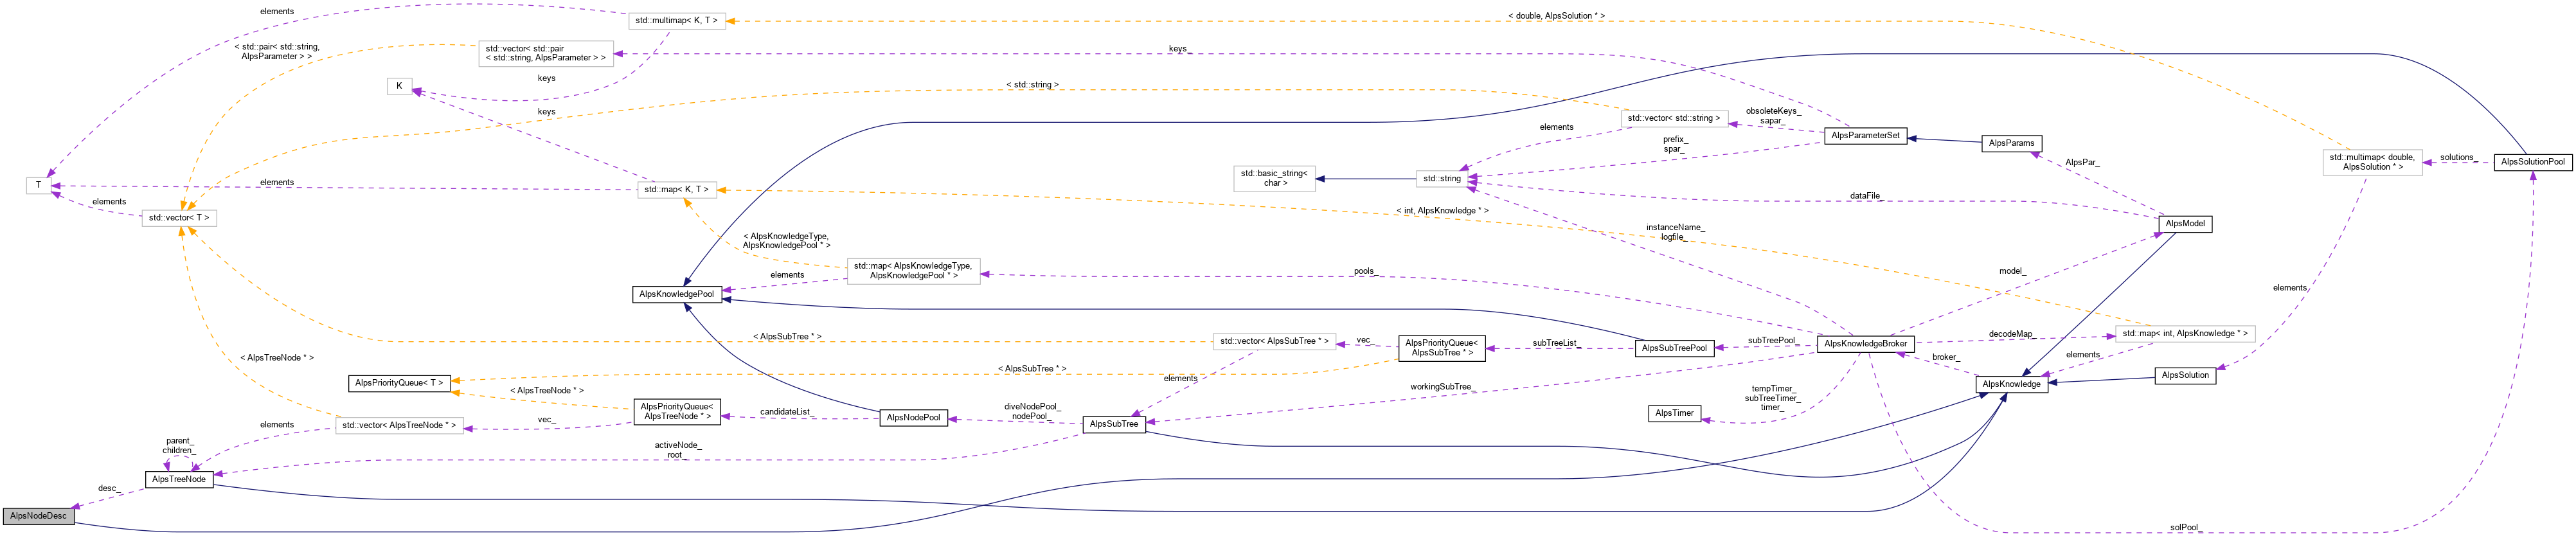 elements
std::multimap< K, T >
< double, AlpsSolution * >
< std::pair< std::string,
AlpsParameter > >
std::vector< std::pair
< std::string, AlpsParameter > >
keys_
keys
K
< std::string >
keys
std::vector< std::string >
obsoleteKeys_
sapar_
AlpsParameterSet
elements
prefix_
spar_
AlpsParams
std::multimap< double,
AlpsSolution * >
solutions_
AlpsSolutionPool
AlpsPar_
std::basic_string<
char >
std::string
T
elements
std::map< K, T >
dataFile_
elements
std::vector< T >
< int, AlpsKnowledge * >
AlpsModel
instanceName_
logfile_
< AlpsKnowledgeType,
AlpsKnowledgePool * >
std::map< AlpsKnowledgeType,
AlpsKnowledgePool * >
elements
pools_
model_
AlpsKnowledgePool
elements
< AlpsSubTree * >
std::vector< AlpsSubTree * >
vec_
AlpsPriorityQueue<
AlpsSubTree * >
subTreeList_
AlpsSubTreePool
subTreePool_
AlpsKnowledgeBroker
decodeMap_
std::map< int, AlpsKnowledge * >
< AlpsTreeNode * >
broker_
elements
< AlpsSubTree * >
elements
AlpsPriorityQueue< T >
< AlpsTreeNode * >
workingSubTree_
AlpsKnowledge
AlpsSolution
tempTimer_
subTreeTimer_
timer_
AlpsPriorityQueue<
AlpsTreeNode * >
candidateList_
AlpsNodePool
diveNodePool_
nodePool_
AlpsSubTree
AlpsTimer
elements
std::vector< AlpsTreeNode * >
vec_
parent_
children_
activeNode_
root_
AlpsTreeNode
desc_
AlpsNodeDesc
solPool_